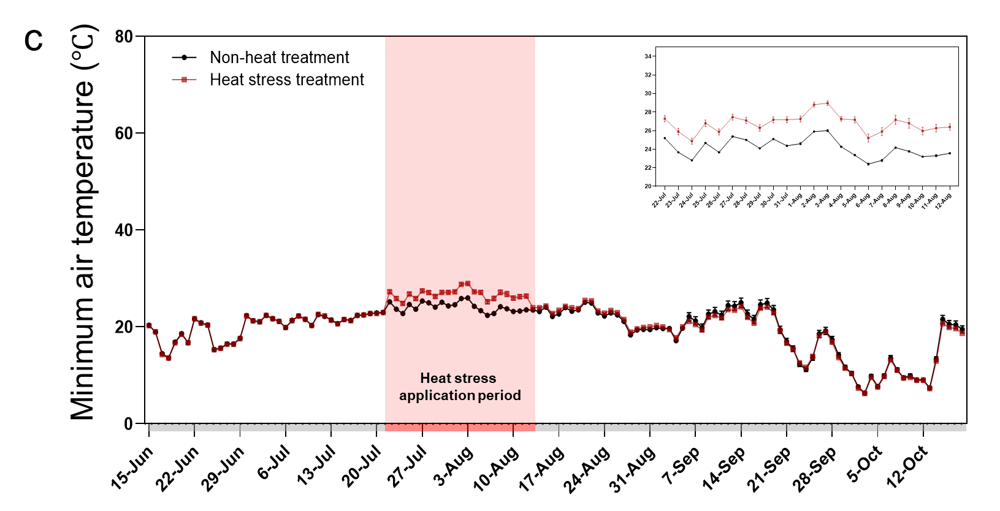 C
Minimum air temperature (°C)
80
60
40
20
0
Non-heat treatment
Heat stress treatment
Heat stress
application period
15-Jun
22-Jun
29-Jun
6-Jul
13-Jul
20-Jul
27-Jul
3-Aug
10-Aug
17-Aug
24-Aug
31-Aug
7-Sep
14-Sep
21-Sep
28-Sep
5-Oct
12-Oct
34
32
30
28
26
24
22
20
22-Jul
23-Jul
24-Jul
25-Jul
26-Jul
27-Jul
28-Jul
29-Jul
30-Jul
31-Jul
1-Aug
2-Aug
3-Aug
4-Aug
5-Aug
6-Aug
7-Aug
8-Aug
9-Aug
10-Aug
11-Aug
12-Aug